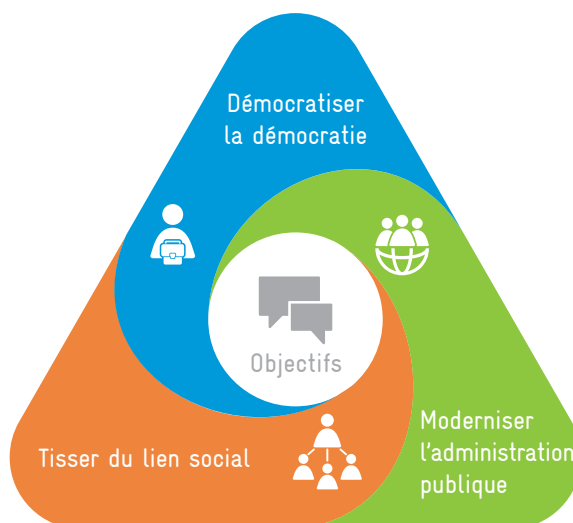 Démocratiser
la démocratie
Objectifs
Tisser du lien social
Moderniser
l'administration
publique